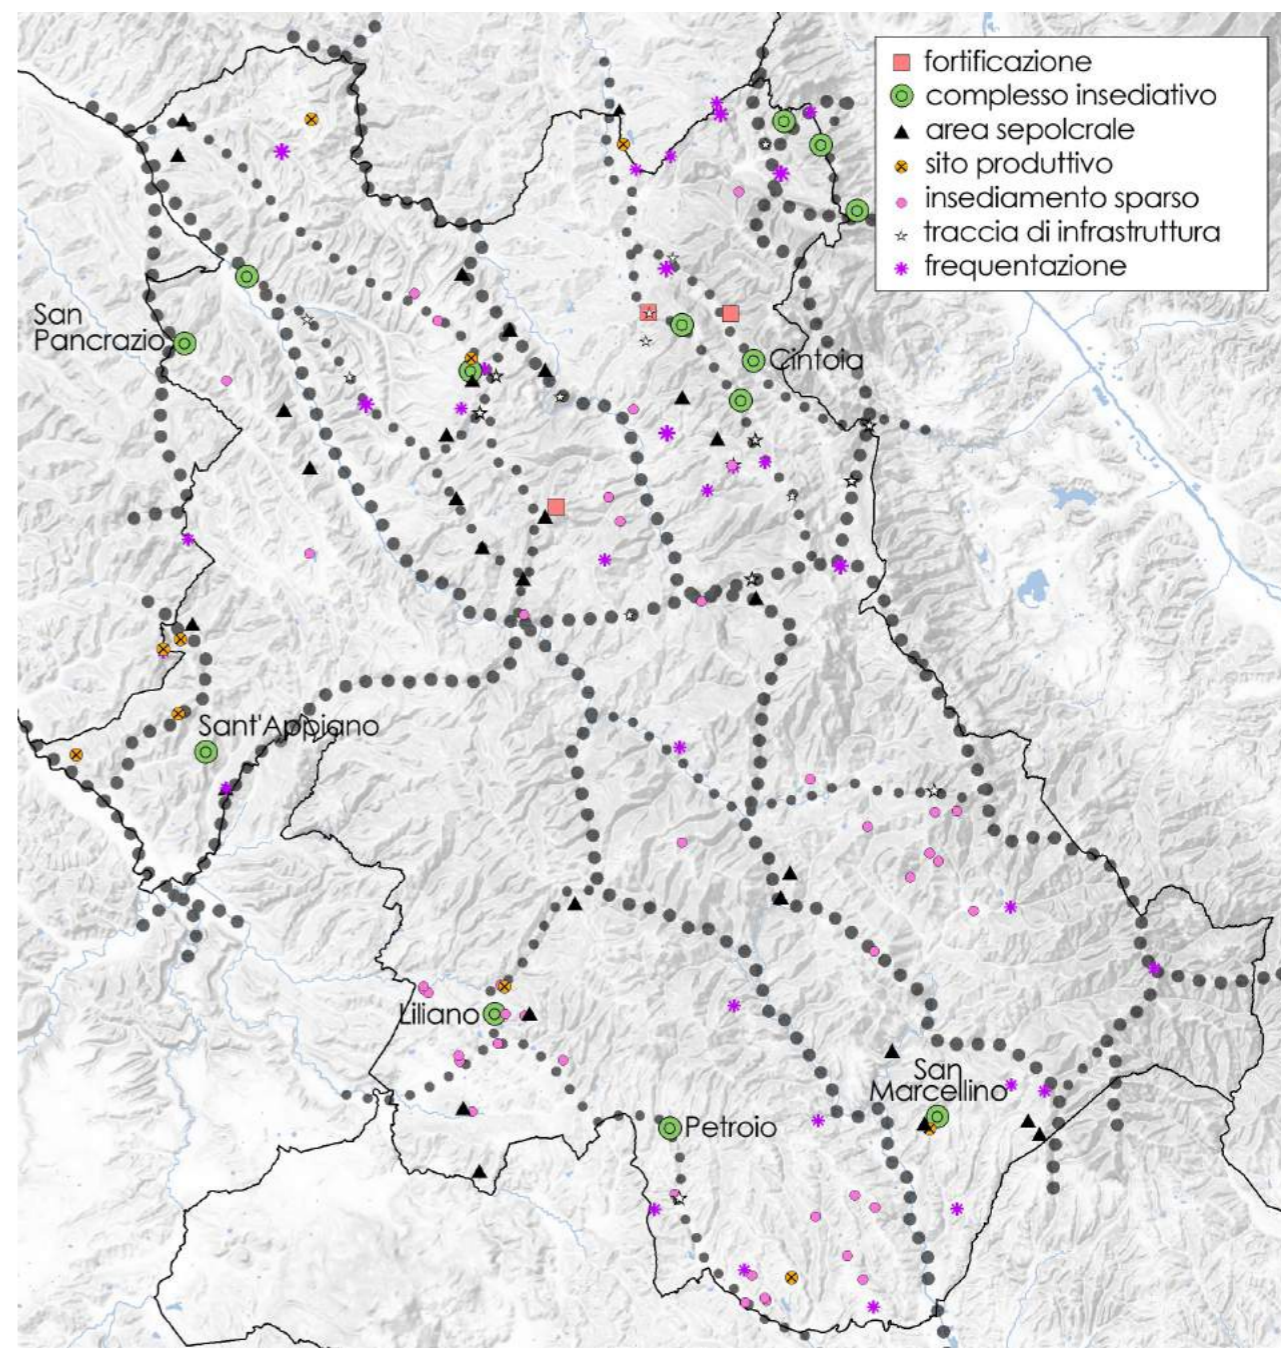 fortificazione
complesso insediativo
area sepolcrale
sito produttivo
insediamento sparso
traccia di infrastruttura
frequentazione
San
Pancrazio
Cintoia
Sant'Appiano
Liliano
San
Marcellino
Petroio